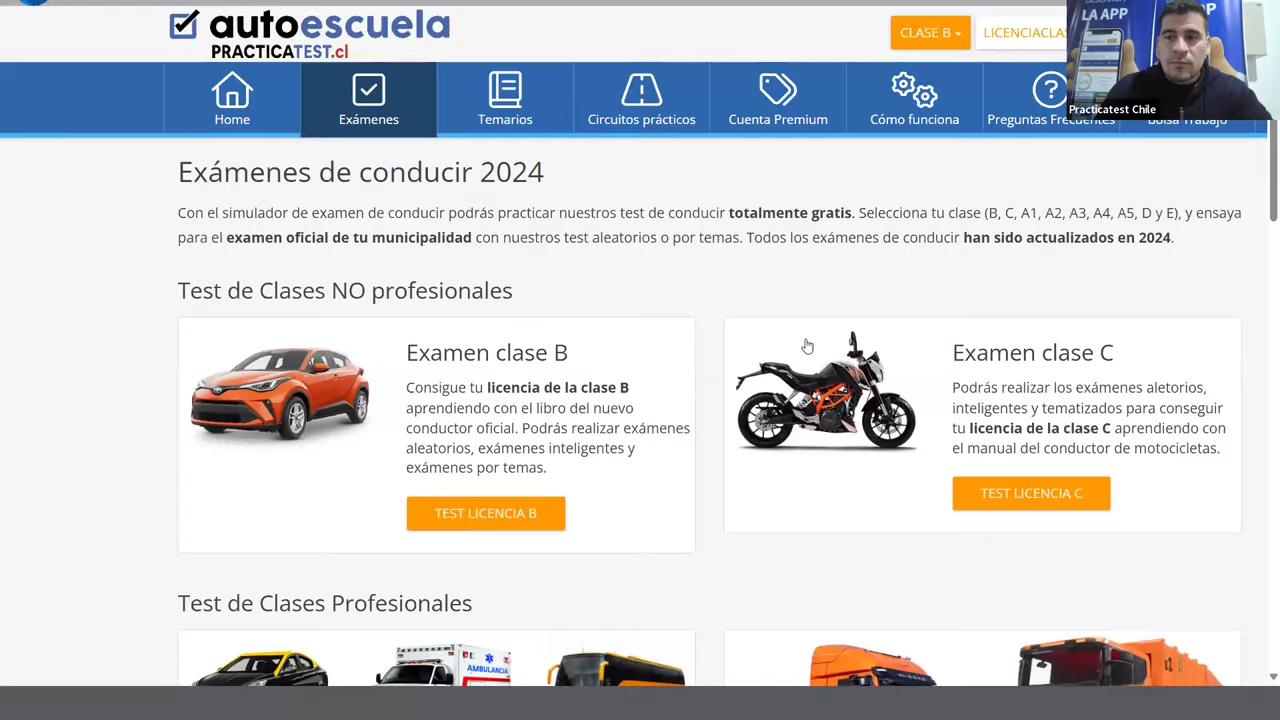 autoescuela
PRACTICATEST.cl
CLASE B
LA APP
Practicatest Chile
Home
Exámenes
Temarios
Circuitos prácticos
Cuenta Premium
Cómo funciona
Preguntas Frecuentes
Bolsa Trabajo
Exámenes de conducir 2024
Con el simulador de examen de conducir podrás practicar nuestros test de conducir totalmente gratis. Selecciona tu clase (B, C, A1, A2, A3, A4, A5, D y E), y ensaya
para el examen oficial de tu municipalidad con nuestros test aleatorios o por temas. Todos los exámenes de conducir han sido actualizados en 2024.
Test de Clases NO profesionales
Examen clase B
Consigue tu licencia de la clase B
aprendiendo con el libro del nuevo
conductor oficial. Podrás realizar exámenes
aleatorios, exámenes inteligentes y
exámenes por temas.
TEST LICENCIA B
Examen clase C
Podrás realizar los exámenes aletorios,
inteligentes y tematizados para conseguir
tu licencia de la clase C aprendiendo con
el manual del conductor de motocicletas.
TEST LICENCIA C
Test de Clases Profesionales
AMBULANCIA